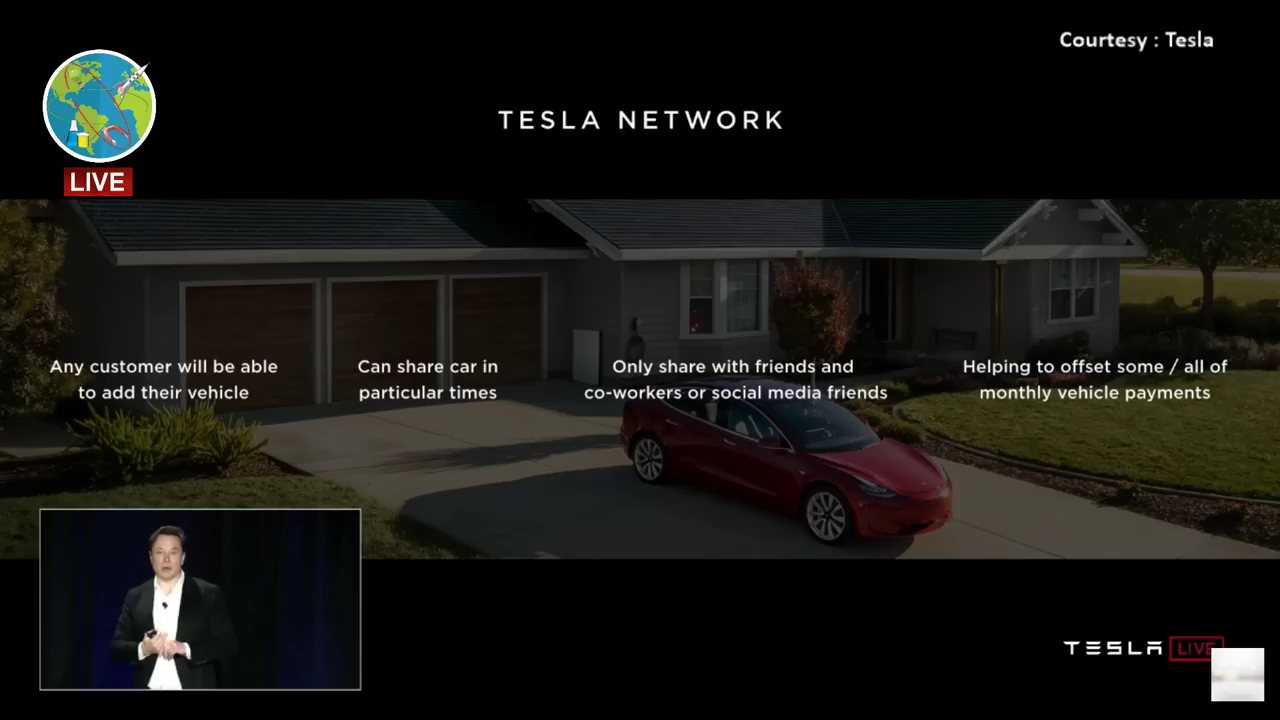 Courtesy : Tesla
TESLA NETWORK
LIVE
Any customer will be able
to add their vehicle
Can share car in
particular times
Only share with friends and
co-workers or social media friends
Helping to offset some / all of
monthly vehicle payments
TESLA LIVE